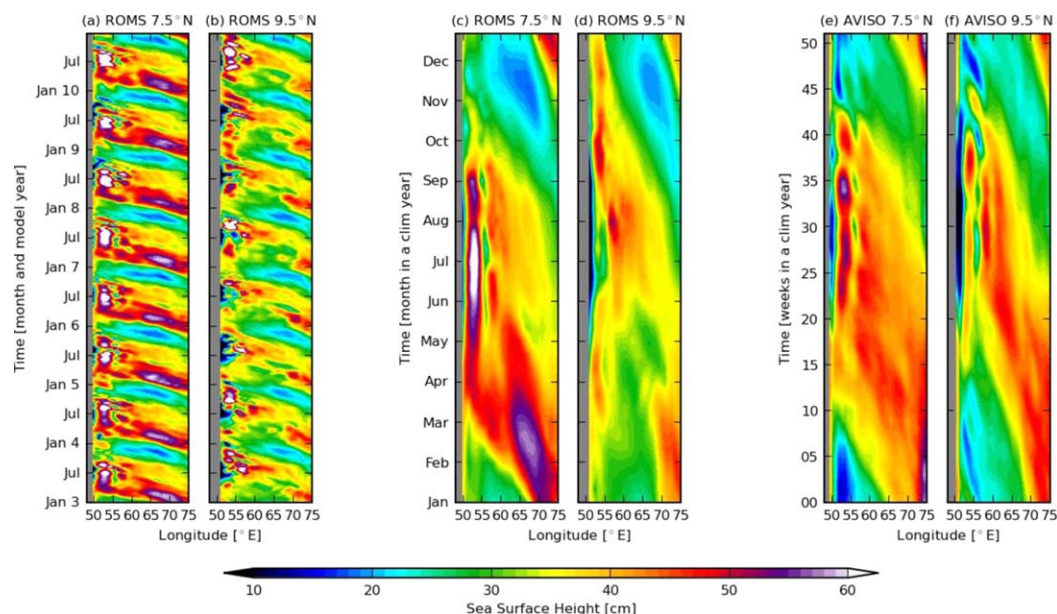 (a) ROMS 7.5°N (b) ROMS 9.5°N (c) ROMS 7.5°N (d) ROMS 9.5°N (e) AVISO 7.5°N (f) AVISO 9.5°N
Time [month and model year]
Jul
Jan 10
Jul
Jan 9
Jul
Jan 8
Jul
Jan 7
Jul
Jan 6
Jul
Jan 5
Jul
Jan 4
Jul
Jan 3
50 55 60 65 70 75 50 55 60 65 70 75
Longitude [°E]
Time [month in a clim year]
Dec
Nov
Oct
Sep
Aug
Jul
Jun
May
Apr
Mar
Feb
Jan
50 55 60 65 70 75 50 55 60 65 70 75
Longitude [°E]
Time [weeks in a clim year]
50
45
40
35
30
25
20
15
10
05
00
50 55 60 65 70 75 50 55 60 65 70 75
Longitude [°E]
10 20 30 40 50 60
Sea Surface Height [cm]